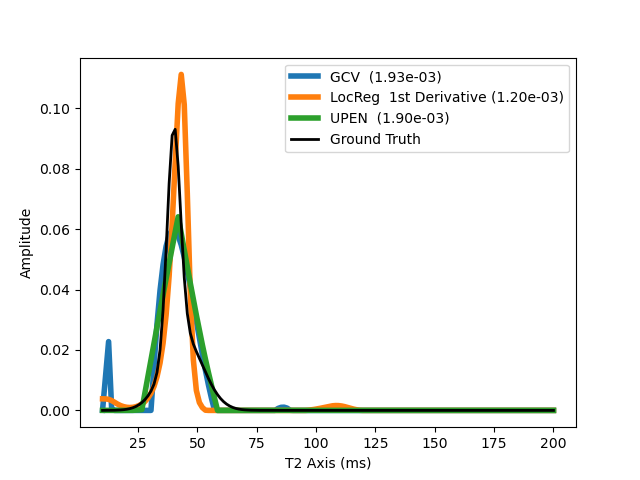 GCV  (1.93e-03)
LocReg  1st Derivative (1.20e-03)
UPEN  (1.90e-03)
Ground Truth
Amplitude
0.10
0.08
0.06
0.04
0.02
0.00
25 50 75 100 125 150 175 200
T2 Axis (ms)